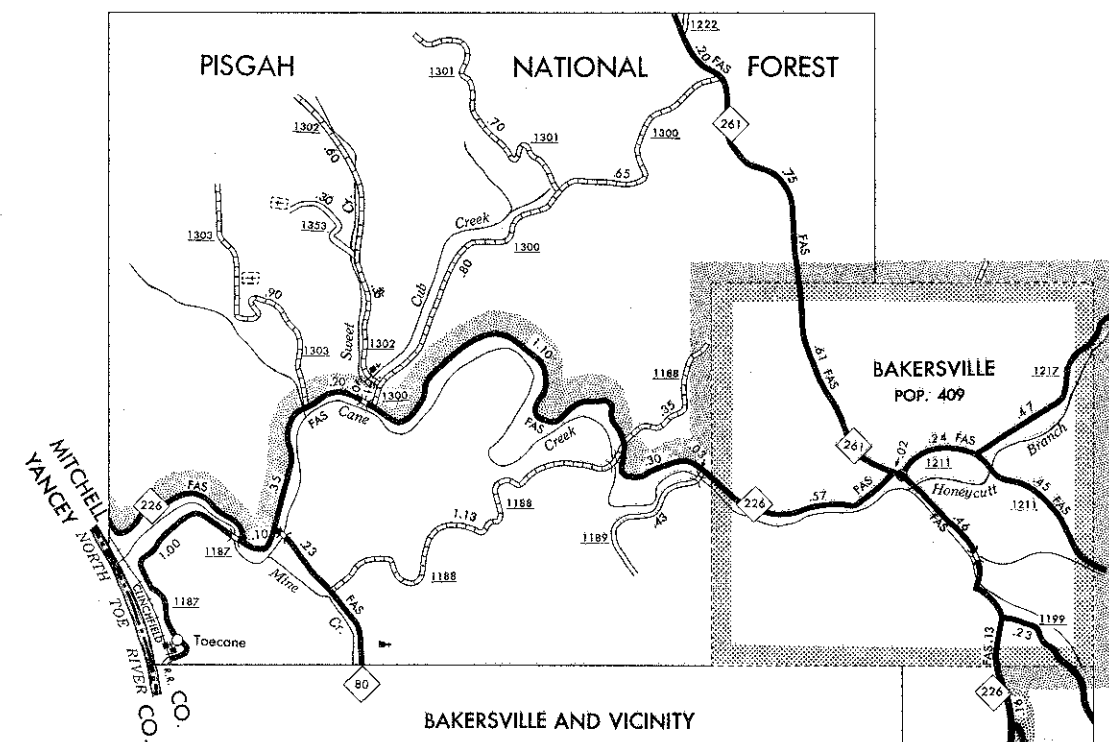 1222
PISGAH NATIONAL FOREST
.20 FAS
1301
261
1302
.70
1301
1300
.60
.65
.75
Cr.
.30
1353
Creek
1303
1300
FAS
.80
Cub
.90
Sweet
1302
1303
1.10
.61 FAS
BAKERSVILLE
POP. 409
1188
1217
.20
1300
FAS
Cane
.35
.47
FAS
Creek
.24 FAS
Branch
261
.02
MITCHELL
YANCEY
.35
.30
.03
1211
Honeycutt
.45
1211
FAS
226
1188
226
.57
FAS
FAS
.46
1.00
1187
.10
.23
1.13
.43
1189
NORTH TOE RIVER
Mine
1188
CLINCHFIELD
1187
FAS
Cr.
1199
Toecane
.23
R.R.
FAS .13
CO.
CO.
80
226
BAKERSVILLE AND VICINITY